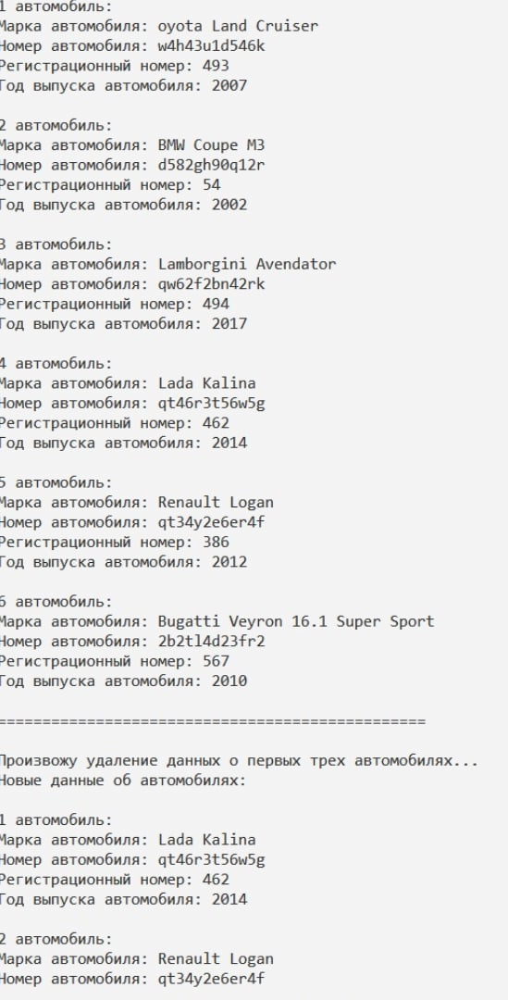 1 автомобиль:
Марка автомобиля: oyota Land Cruiser
Номер автомобиля: w4h43u1d546k
Регистрационный номер: 493
Год выпуска автомобиля: 2007
2 автомобиль:
Марка автомобиля: BMW Coupe M3
Номер автомобиля: d582gh90q12r
Регистрационный номер: 54
Год выпуска автомобиля: 2002
3 автомобиль:
Марка автомобиля: Lamborgini Avendator
Номер автомобиля: qw62f2bn42rk
Регистрационный номер: 494
Год выпуска автомобиля: 2017
4 автомобиль:
Марка автомобиля: Lada Kalina
Номер автомобиля: qt46r3t56w5g
Регистрационный номер: 462
Год выпуска автомобиля: 2014
5 автомобиль:
Марка автомобиля: Renault Logan
Номер автомобиля: qt34y2e6er4f
Регистрационный номер: 386
Год выпуска автомобиля: 2012
6 автомобиль:
Марка автомобиля: Bugatti Veyron 16.1 Super Sport
Номер автомобиля: 2b2tl4d23fr2
Регистрационный номер: 567
Год выпуска автомобиля: 2010
================================================
Произвожу удаление данных о первых трех автомобилях...
Новые данные об автомобилях:
1 автомобиль:
Марка автомобиля: Lada Kalina
Номер автомобиля: qt46r3t56w5g
Регистрационный номер: 462
Год выпуска автомобиля: 2014
2 автомобиль:
Марка автомобиля: Renault Logan
Номер автомобиля: qt34y2e6er4f